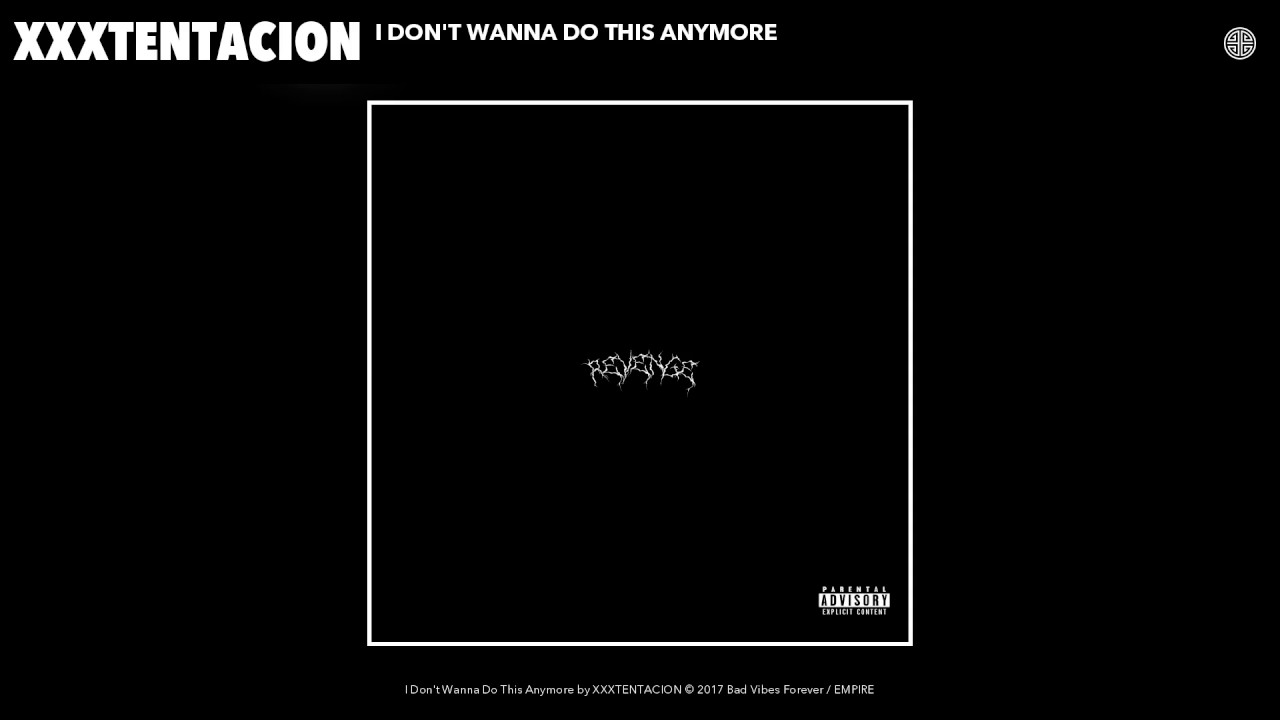 XXXTENTACION I DON'T WANNA DO THIS ANYMORE
REVENGE
PARENTAL
ADVISORY
EXPLICIT CONTENT
I Don't Wanna Do This Anymore by XXXTENTACION © 2017 Bad Vibes Forever / EMPIRE